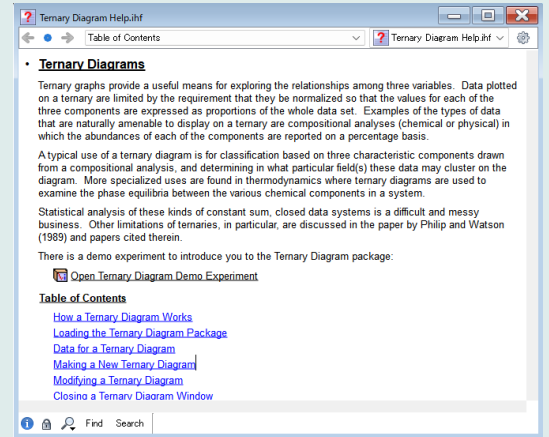 Ternary Diagram Help.ihf
Table of Contents
Ternary Diagram Help.ihf
• Ternary Diagrams
Ternary graphs provide a useful means for exploring the relationships among three variables. Data plotted
on a ternary are limited by the requirement that they be normalized so that the values for each of the
three components are expressed as proportions of the whole data set. Examples of the types of data
that are naturally amenable to display on a ternary are compositional analyses (chemical or physical) in
which the abundances of each of the components are reported on a percentage basis.
A typical use of a ternary diagram is for classification based on three characteristic components drawn
from a compositional analysis, and determining in what particular field(s) these data may cluster on the
diagram. More specialized uses are found in thermodynamics where ternary diagrams are used to
examine the phase equilibria between the various chemical components in a system.
Statistical analysis of these kinds of constant sum, closed data systems is a difficult and messy
business. Other limitations of ternaries, in particular, are discussed in the paper by Philip and Watson
(1989) and papers cited therein.
There is a demo experiment to introduce you to the Ternary Diagram package:
Open Ternary Diagram Demo Experiment
Table of Contents
How a Ternary Diagram Works
Loading the Ternary Diagram Package
Data for a Ternary Diagram
Making a New Ternary Diagram
Modifying a Ternary Diagram
Closing a Ternary Diagram Window
Find Search